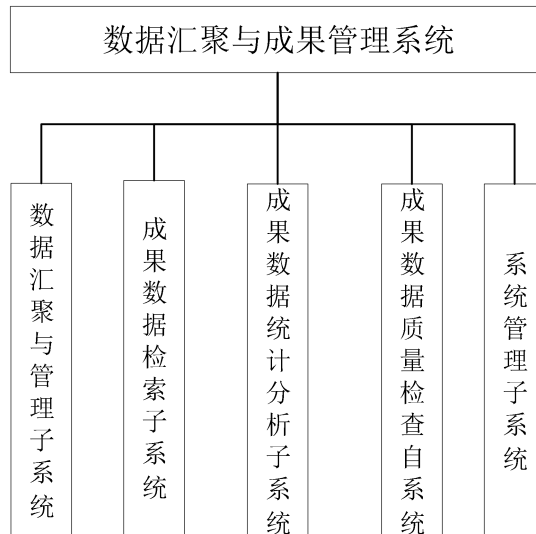 数据汇聚与成果管理系统
数据汇聚与管理子系统
成果数据检索子系统
成果数据统计分析子系统
成果数据质量检查自系统
系统管理子系统